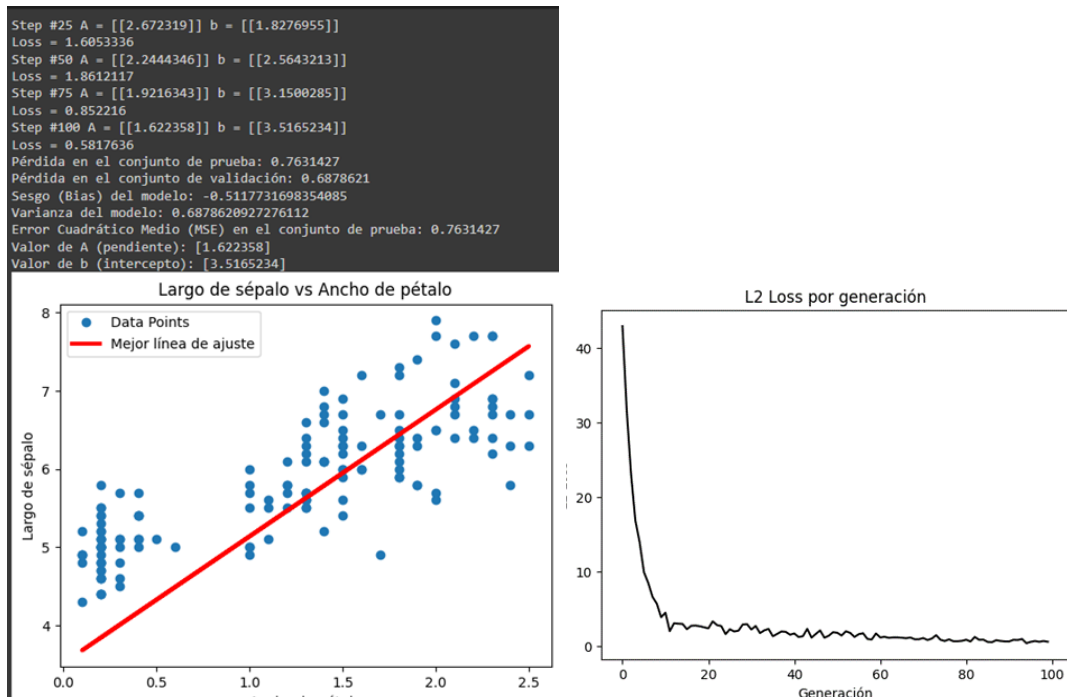 Step #25 A = [[2.672319]] b = [[1.8276955]]
Loss = 1.6053336
Step #50 A = [[2.2444346]] b = [[2.5643213]]
Loss = 1.8612117
Step #75 A = [[1.9216343]] b = [[3.1500285]]
Loss = 0.852216
Step #100 A = [[1.622358]] b = [[3.5165234]]
Loss = 0.5817636
Pérdida en el conjunto de prueba: 0.7631427
Pérdida en el conjunto de validación: 0.6878621
Sesgo (Bias) del modelo: -0.5117731698354085
Varianza del modelo: 0.6878620927276112
Error Cuadrático Medio (MSE) en el conjunto de prueba: 0.7631427
Valor de A (pendiente): [1.622358]
Valor de b (intercepto): [3.5165234]
Largo de sépalo vs Ancho de pétalo
Data Points
Mejor línea de ajuste
Largo de sépalo
8
7
6
5
4
0.0 0.5 1.0 1.5 2.0 2.5
L2 Loss por generación
40
30
20
10
0
0 20 40 60 80 100
Generación